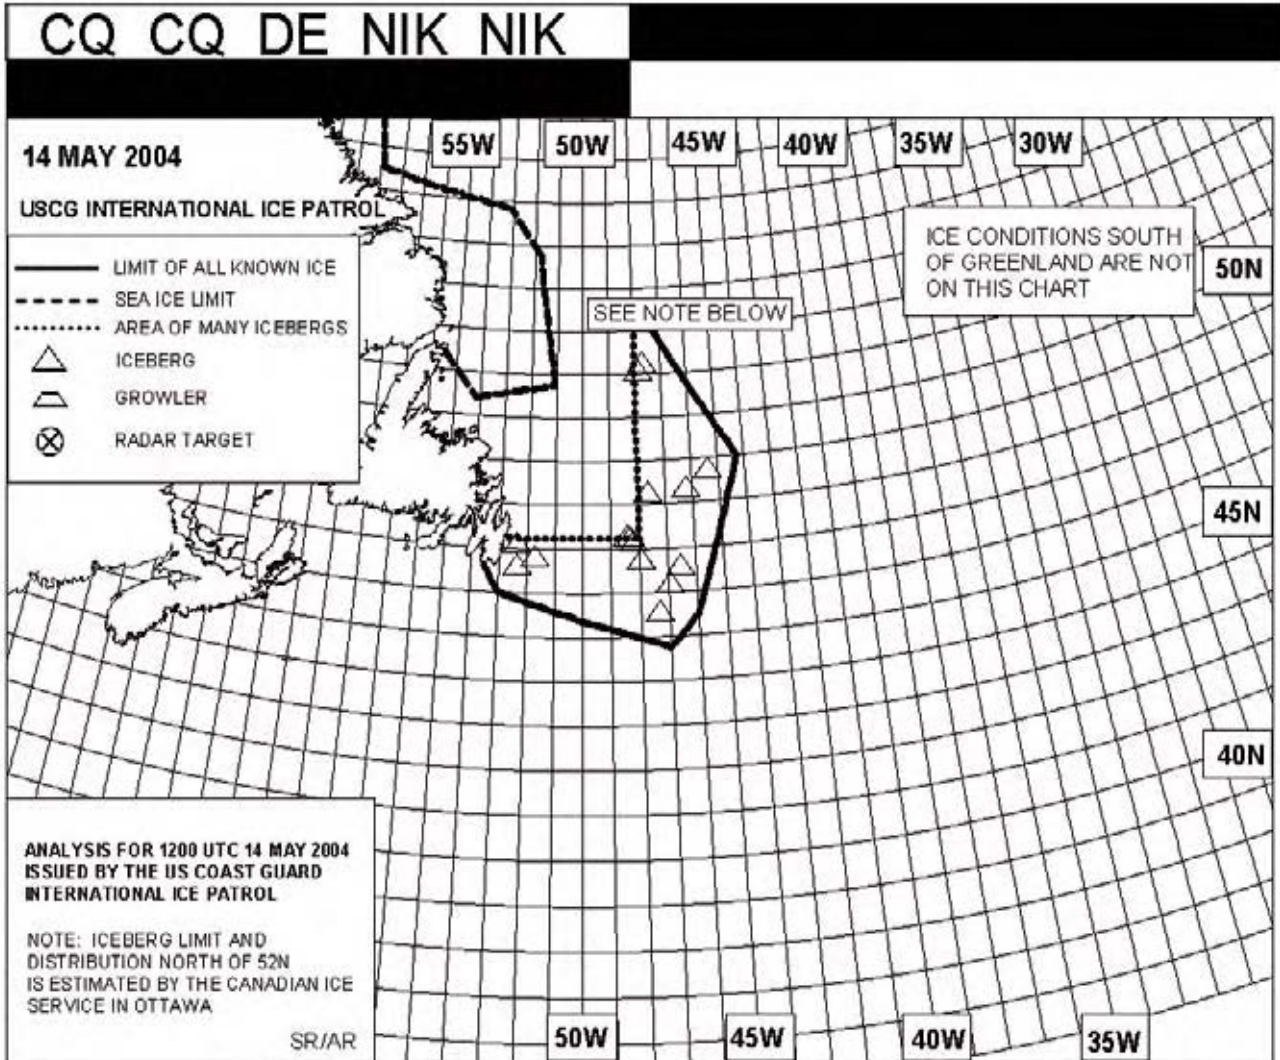 CQ CQ DE NIK NIK
55W 50W 45W 40W 35W 30W
14 MAY 2004
USCG INTERNATIONAL ICE PATROL
LIMIT OF ALL KNOWN ICE
SEA ICE LIMIT
AREA OF MANY ICEBERGS
ICEBERG
GROWLER
RADAR TARGET
ICE CONDITIONS SOUTH
OF GREENLAND ARE NOT
ON THIS CHART
50N
SEE NOTE BELOW
45N
40N
ANALYSIS FOR 1200 UTC 14 MAY 2004
ISSUED BY THE US COAST GUARD
INTERNATIONAL ICE PATROL
NOTE: ICEBERG LIMIT AND
DISTRIBUTION NORTH OF 52N
IS ESTIMATED BY THE CANADIAN ICE
SERVICE IN OTTAWA
SR/AR
50W 45W 40W 35W